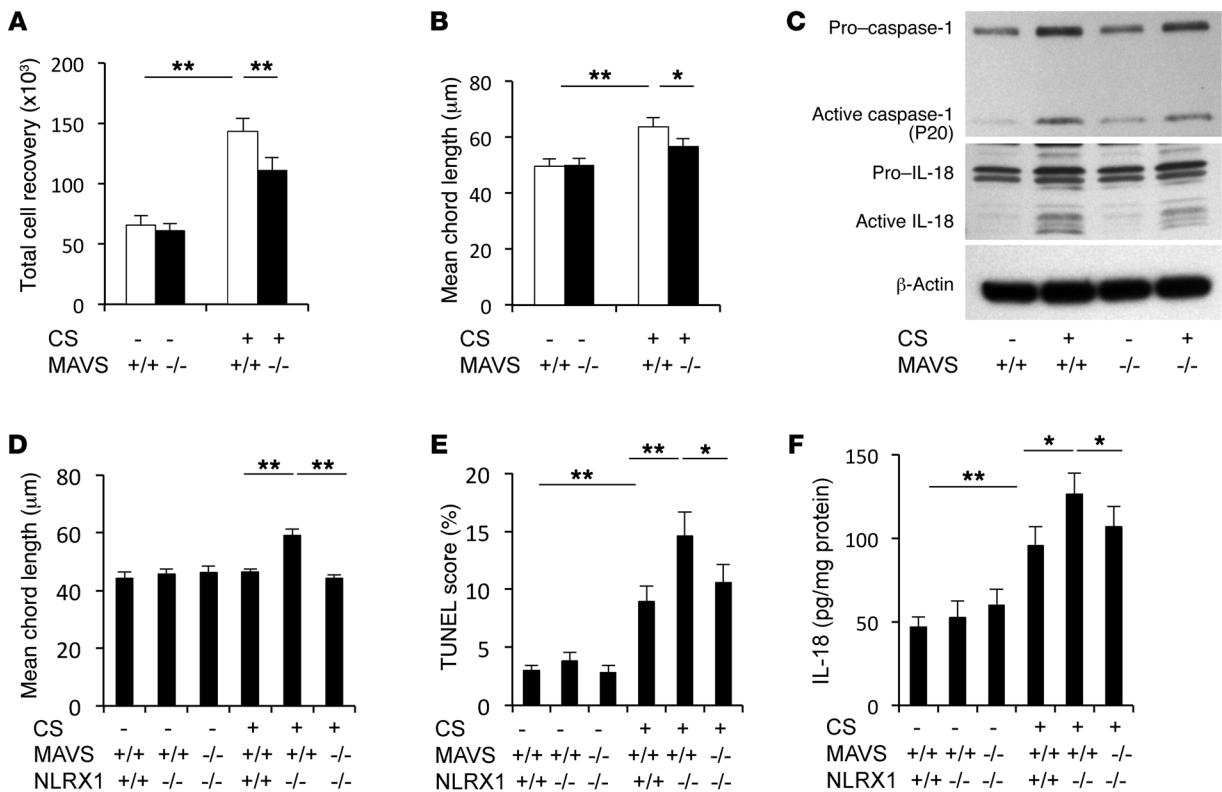 A
Total cell recovery (x10³)
200
150
100
50
0
** **
CS - - + +
MAVS +/+ -/- +/+ -/-
B
Mean chord length (μm)
80
60
40
20
0
** *
CS - - + +
MAVS +/+ -/- +/+ -/-
C
Pro–caspase-1
Active caspase-1
(P20)
Pro–IL-18
Active IL-18
β-Actin
CS - + - +
MAVS +/+ +/+ -/- -/-
D
Mean chord length (μm)
80
60
40
20
0
** **
CS - - - + + +
MAVS +/+ +/+ -/- +/+ +/+ -/-
NLRX1 +/+ -/- -/- +/+ -/- -/-
E
TUNEL score (%)
20
15
10
5
0
** ** *
CS - - - + + +
MAVS +/+ +/+ -/- +/+ +/+ -/-
NLRX1 +/+ -/- -/- +/+ -/- -/-
F
IL-18 (pg/mg protein)
150
100
50
0
** * *
CS - - - + + +
MAVS +/+ +/+ -/- +/+ +/+ -/-
NLRX1 +/+ -/- -/- +/+ -/- -/-